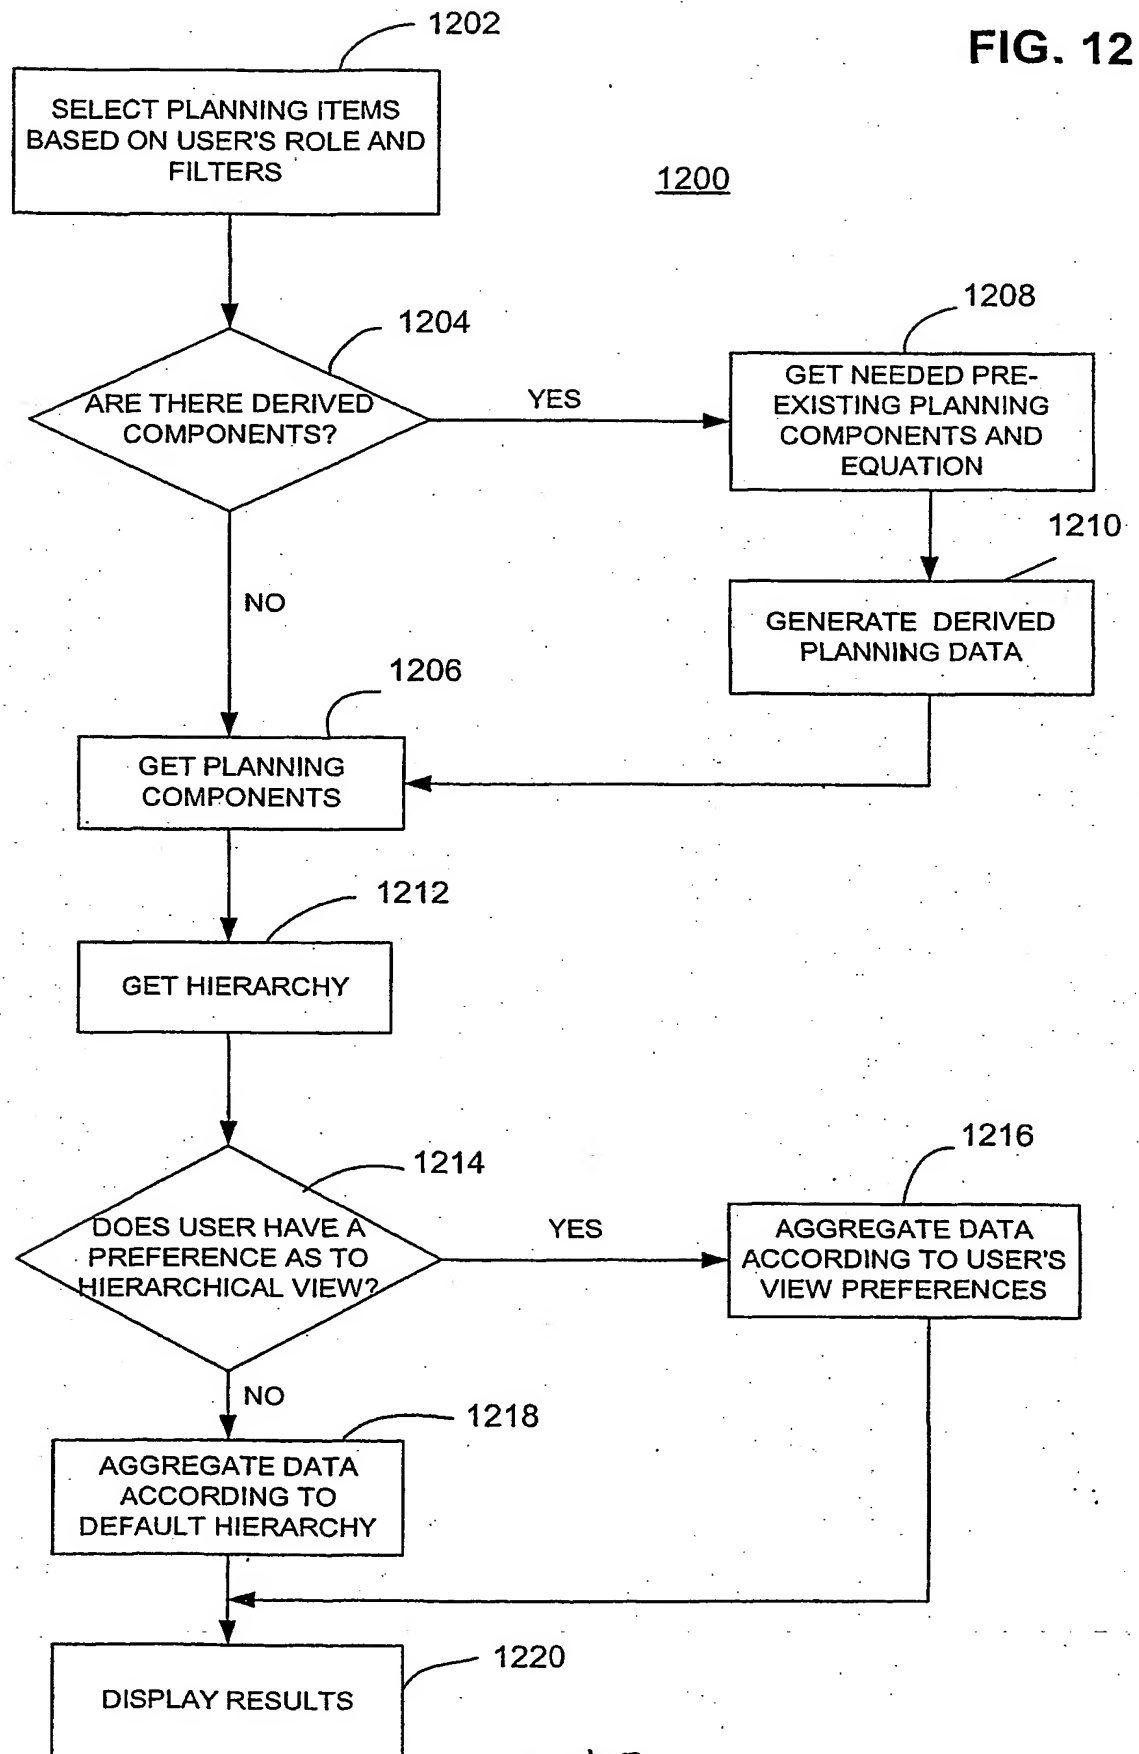 1202
FIG. 12
SELECT PLANNING ITEMS
BASED ON USER'S ROLE AND
FILTERS
1200
1204
1208
ARE THERE DERIVED
COMPONENTS?
YES
GET NEEDED PRE-
EXISTING PLANNING
COMPONENTS AND
EQUATION
1210
NO
GENERATE DERIVED
PLANNING DATA
1206
GET PLANNING
COMPONENTS
1212
GET HIERARCHY
1214
1216
DOES USER HAVE A
PREFERENCE AS TO
HIERARCHICAL VIEW?
YES
AGGREGATE DATA
ACCORDING TO USER'S
VIEW PREFERENCES
NO
1218
AGGREGATE DATA
ACCORDING TO
DEFAULT HIERARCHY
1220
DISPLAY RESULTS